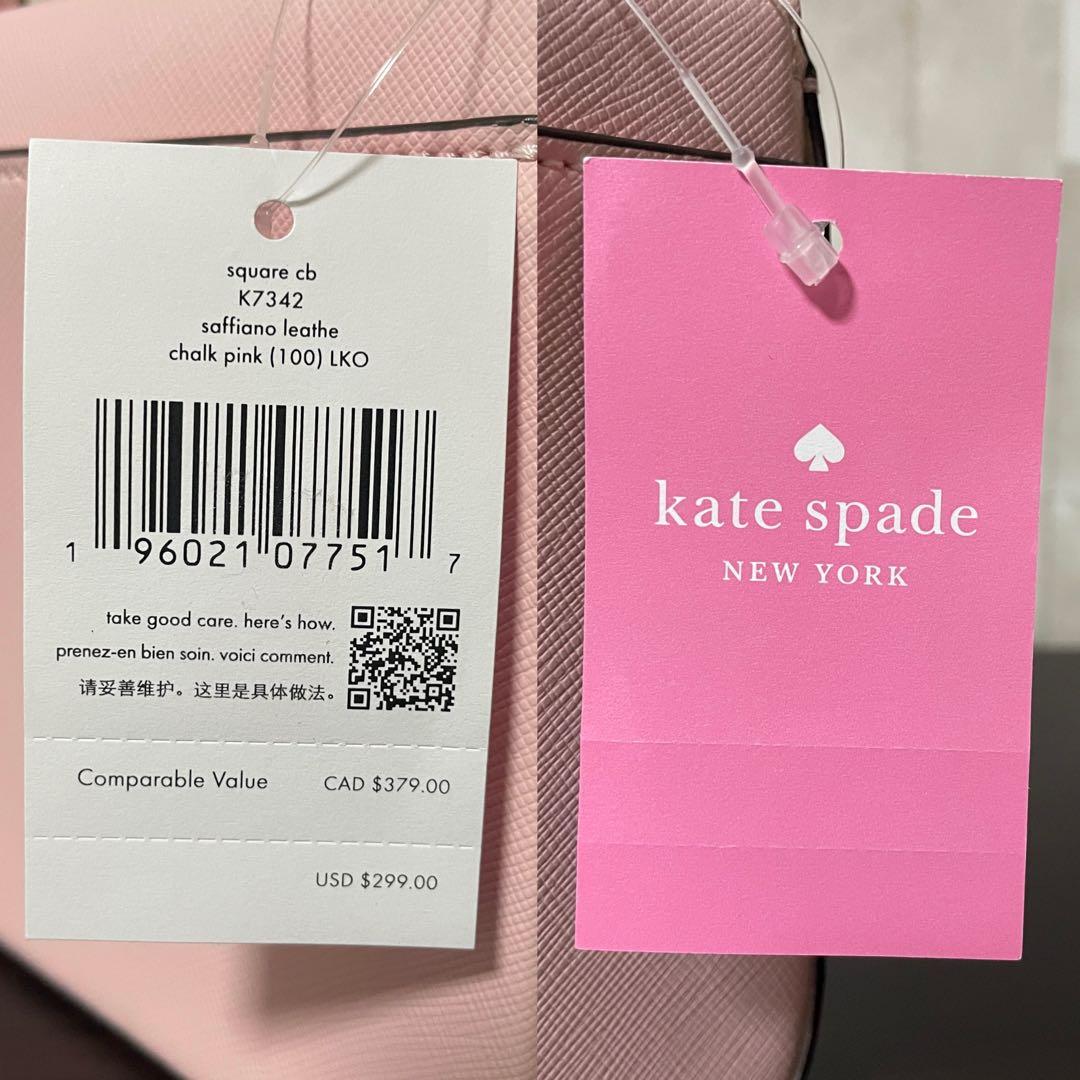 square cb
K7342
saffiano leathe
chalk pink (100) LKO
1 96021 07751 7
take good care. here's how.
prenez-en bien soin. voici comment.
请妥善维护。这里是具体做法。
Comparable Value CAD $379.00
USD $299.00
kate spade
NEW YORK